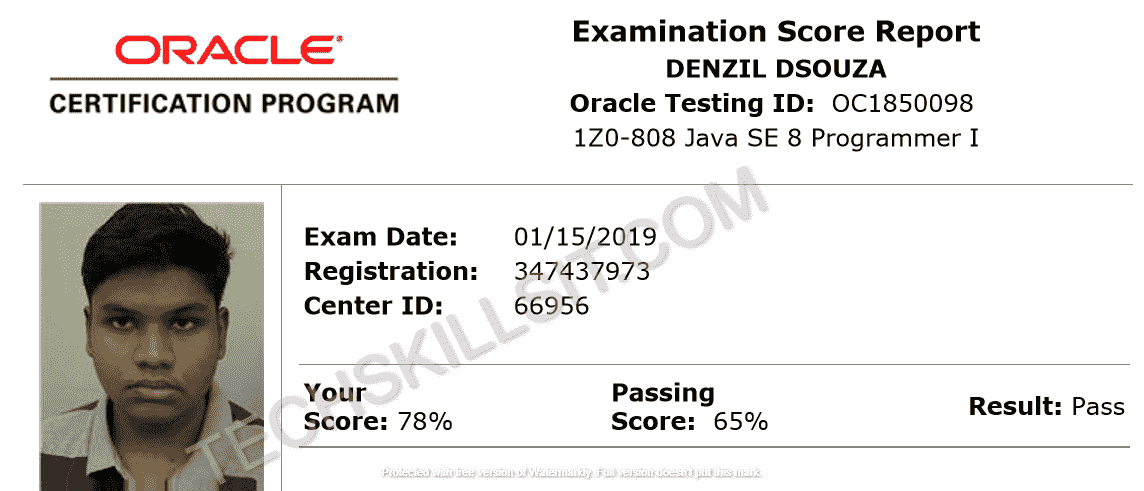 ORACLE®
CERTIFICATION PROGRAM
Examination Score Report
DENZIL DSOUZA
Oracle Testing ID: OC1850098
1Z0-808 Java SE 8 Programmer I
Exam Date: 01/15/2019
Registration: 347437973
Center ID: 66956
Your
Score: 78%
Passing
Score: 65%
Result: Pass
TECHSKILLSIT.COM
Protected with free version of Watermarkly. Full version doesn't put this mark.